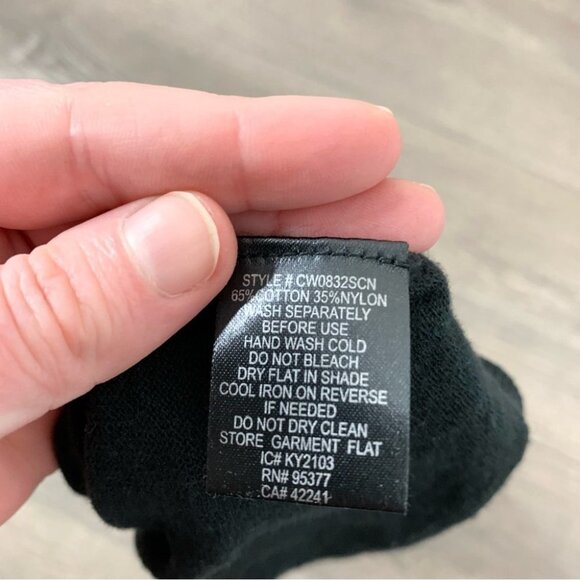 STYLE # CW0832SCN
65%COTTON 35%NYLON
WASH SEPARATELY
BEFORE USE
HAND WASH COLD
DO NOT BLEACH
DRY FLAT IN SHADE
COOL IRON ON REVERSE
IF NEEDED
DO NOT DRY CLEAN
STORE GARMENT FLAT
IC# KY2103
RN# 95377
CA# 42241